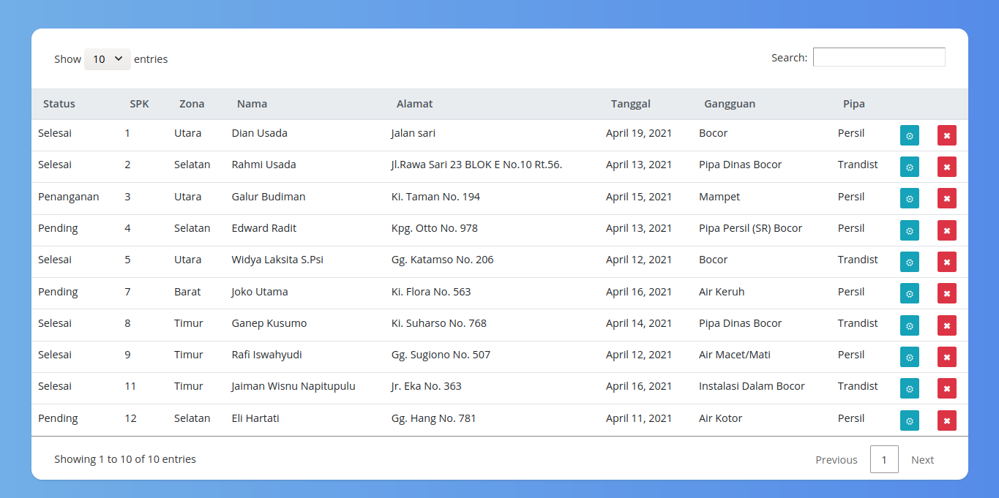 Show 10 entries Search:
Status SPK Zona Nama Alamat Tanggal Gangguan Pipa
Selesai 1 Utara Dian Usada Jalan sari April 19, 2021 Bocor Persil
Selesai 2 Selatan Rahmi Usada Jl.Rawa Sari 23 BLOK E No.10 Rt.56. April 13, 2021 Pipa Dinas Bocor Trandist
Penanganan 3 Utara Galur Budiman Ki. Taman No. 194 April 15, 2021 Mampet Persil
Pending 4 Selatan Edward Radit Kpg. Otto No. 978 April 13, 2021 Pipa Persil (SR) Bocor Persil
Selesai 5 Utara Widya Laksita S.Psi Gg. Katamso No. 206 April 12, 2021 Bocor Trandist
Pending 7 Barat Joko Utama Ki. Flora No. 563 April 16, 2021 Air Keruh Persil
Selesai 8 Timur Ganep Kusumo Ki. Suharso No. 768 April 14, 2021 Pipa Dinas Bocor Trandist
Selesai 9 Timur Rafi Iswahyudi Gg. Sugiono No. 507 April 12, 2021 Air Macet/Mati Persil
Selesai 11 Timur Jaiman Wisnu Napitupulu Jr. Eka No. 363 April 16, 2021 Instalasi Dalam Bocor Trandist
Pending 12 Selatan Eli Hartati Gg. Hang No. 781 April 11, 2021 Air Kotor Persil
Showing 1 to 10 of 10 entries Previous 1 Next